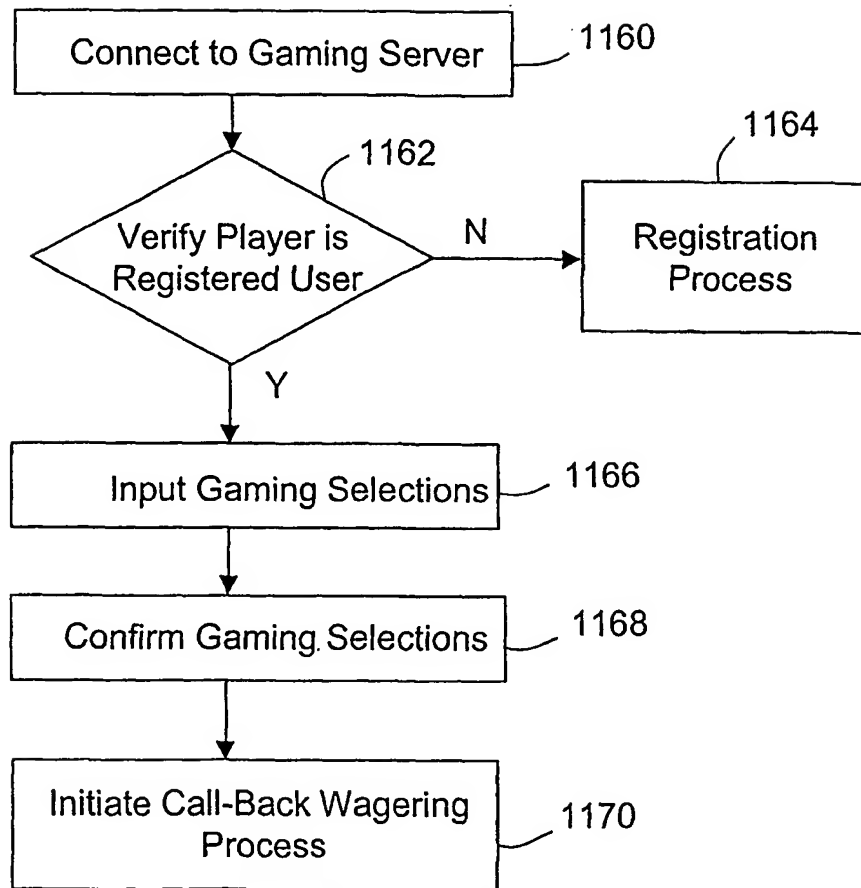 Connect to Gaming Server
1160
1162
1164
Verify Player is
Registered User
N
Registration
Process
Y
Input Gaming Selections
1166
Confirm Gaming Selections
1168
Initiate Call-Back Wagering
Process
1170